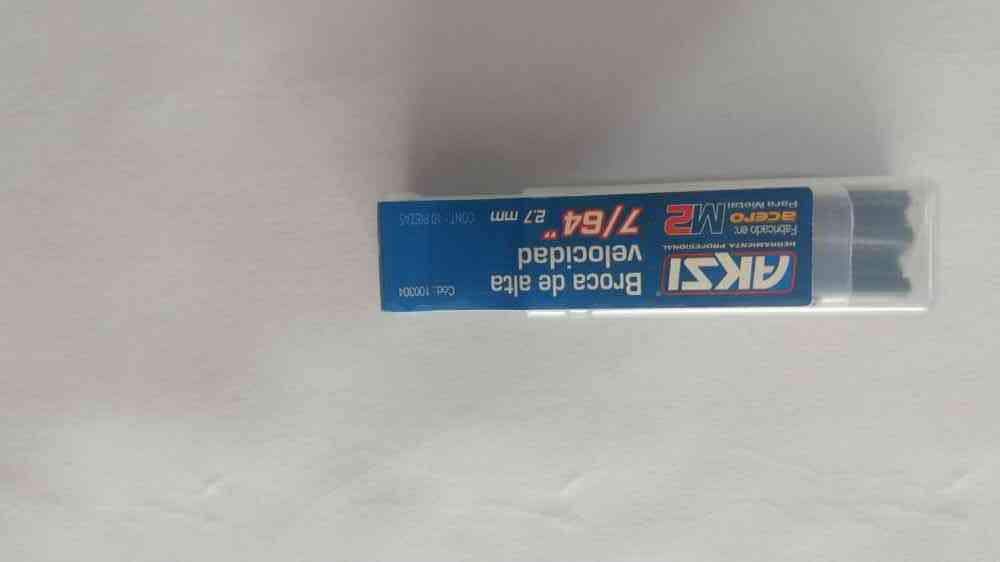 AKSI®
HERRAMIENTA PROFESIONAL
Fabricado en:
acero M2
Para Metal
Broca de alta
velocidad
7/64" 2.7 mm
Cód.: 100304
CONT.: 10 PIEZAS